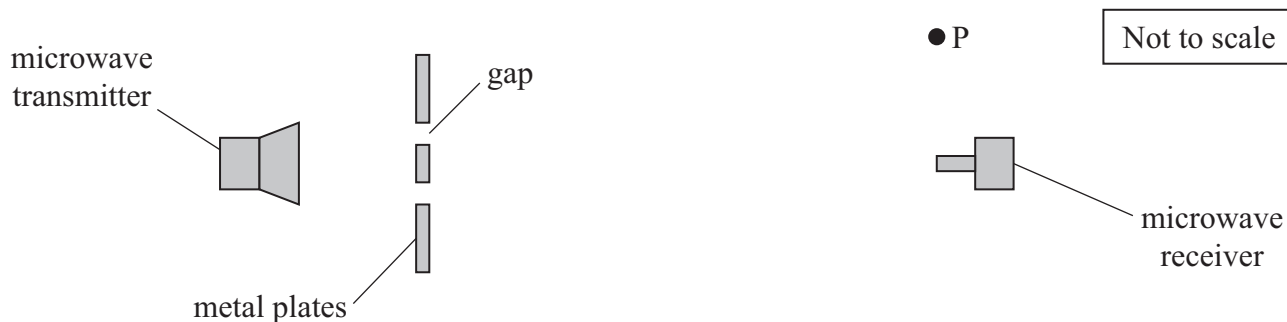 P
Not to scale
microwave
transmitter
gap
microwave
receiver
metal plates